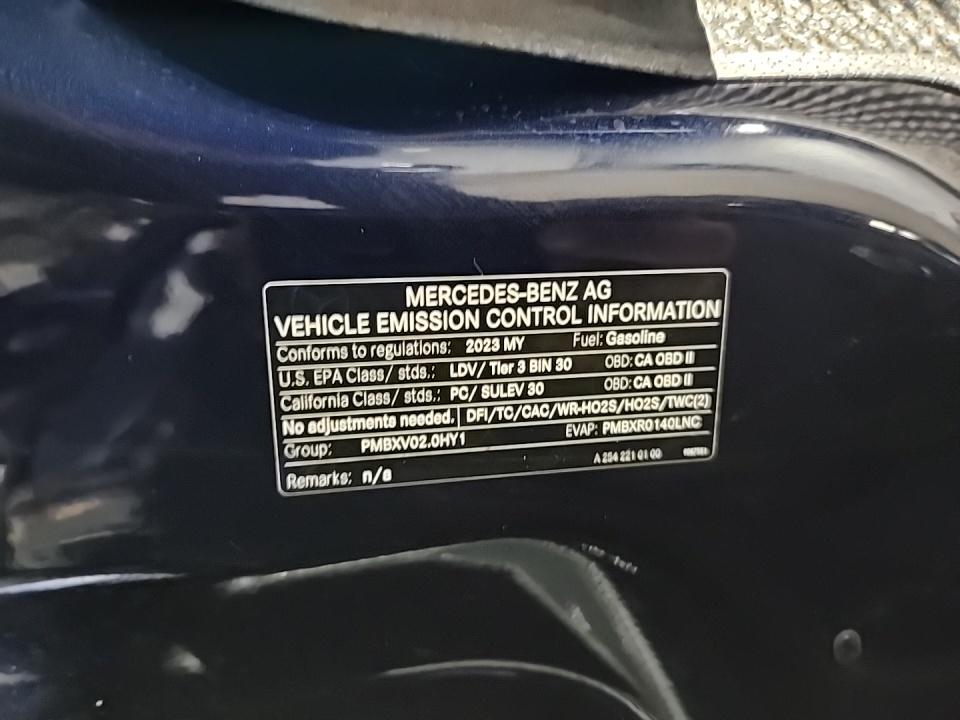 MERCEDES-BENZ AG
VEHICLE EMISSION CONTROL INFORMATION
Conforms to regulations: 2023 MY Fuel: Gasoline
U.S. EPA Class/ stds.: LDV/ Tier 3 BIN 30 OBD: CA OBD II
California Class/ stds.: PC/ SULEV 30 OBD: CA OBD II
No adjustments needed. DFI/TC/CAC/WR-HO2S/HO2S/TWC(2)
Group: PMBXV02.0HY1 EVAP: PMBXR0140LNC
A 254 221 01 00
Remarks: n/a